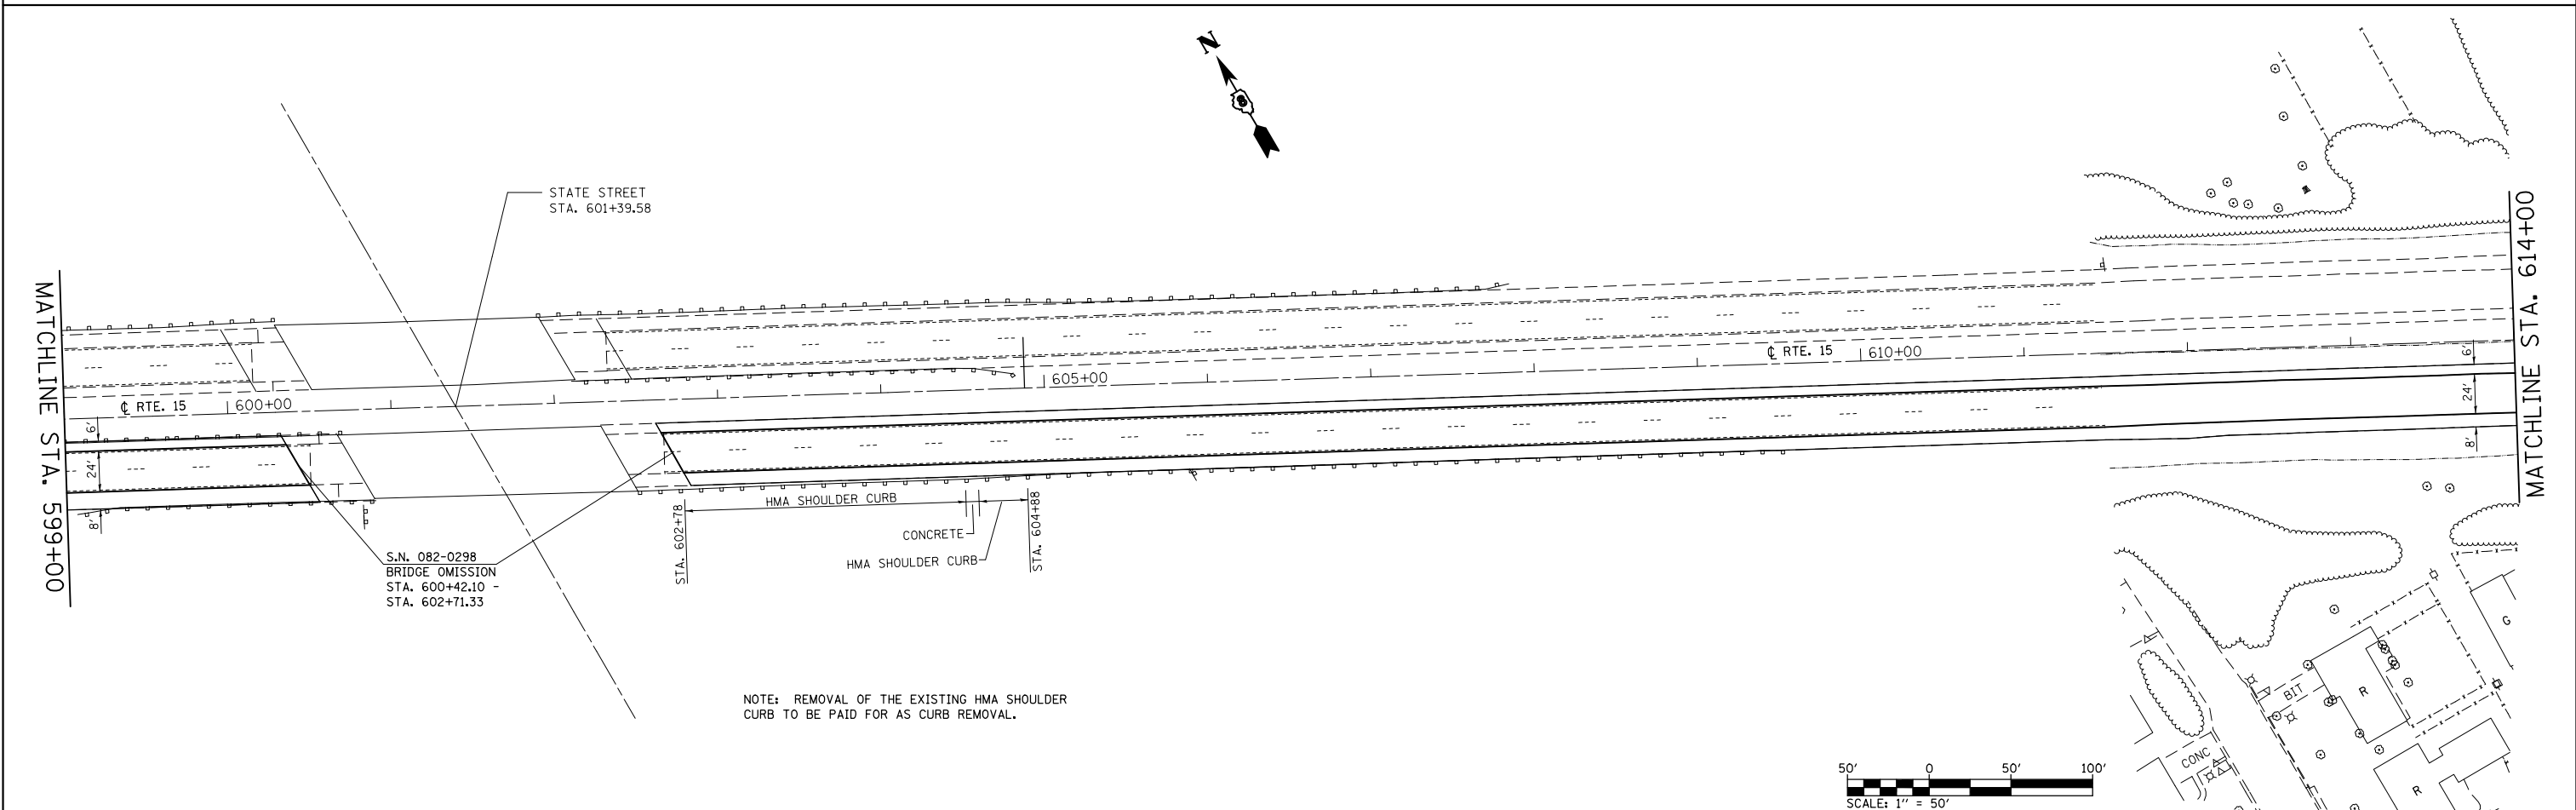 N
8
STATE STREET
STA. 601+39.58
MATCHLINE STA. 599+00
MATCHLINE STA. 614+00
℄ RTE. 15
600+00
605+00
℄ RTE. 15
610+00
6'
24'
8'
6'
24'
8'
S.N. 082-0298
BRIDGE OMISSION
STA. 600+42.10 -
STA. 602+71.33
STA. 602+78
HMA SHOULDER CURB
CONCRETE
HMA SHOULDER CURB
STA. 604+88
NOTE: REMOVAL OF THE EXISTING HMA SHOULDER
CURB TO BE PAID FOR AS CURB REMOVAL.
BIT
R
G
CONC
R
50' 0 50' 100'
SCALE: 1" = 50'